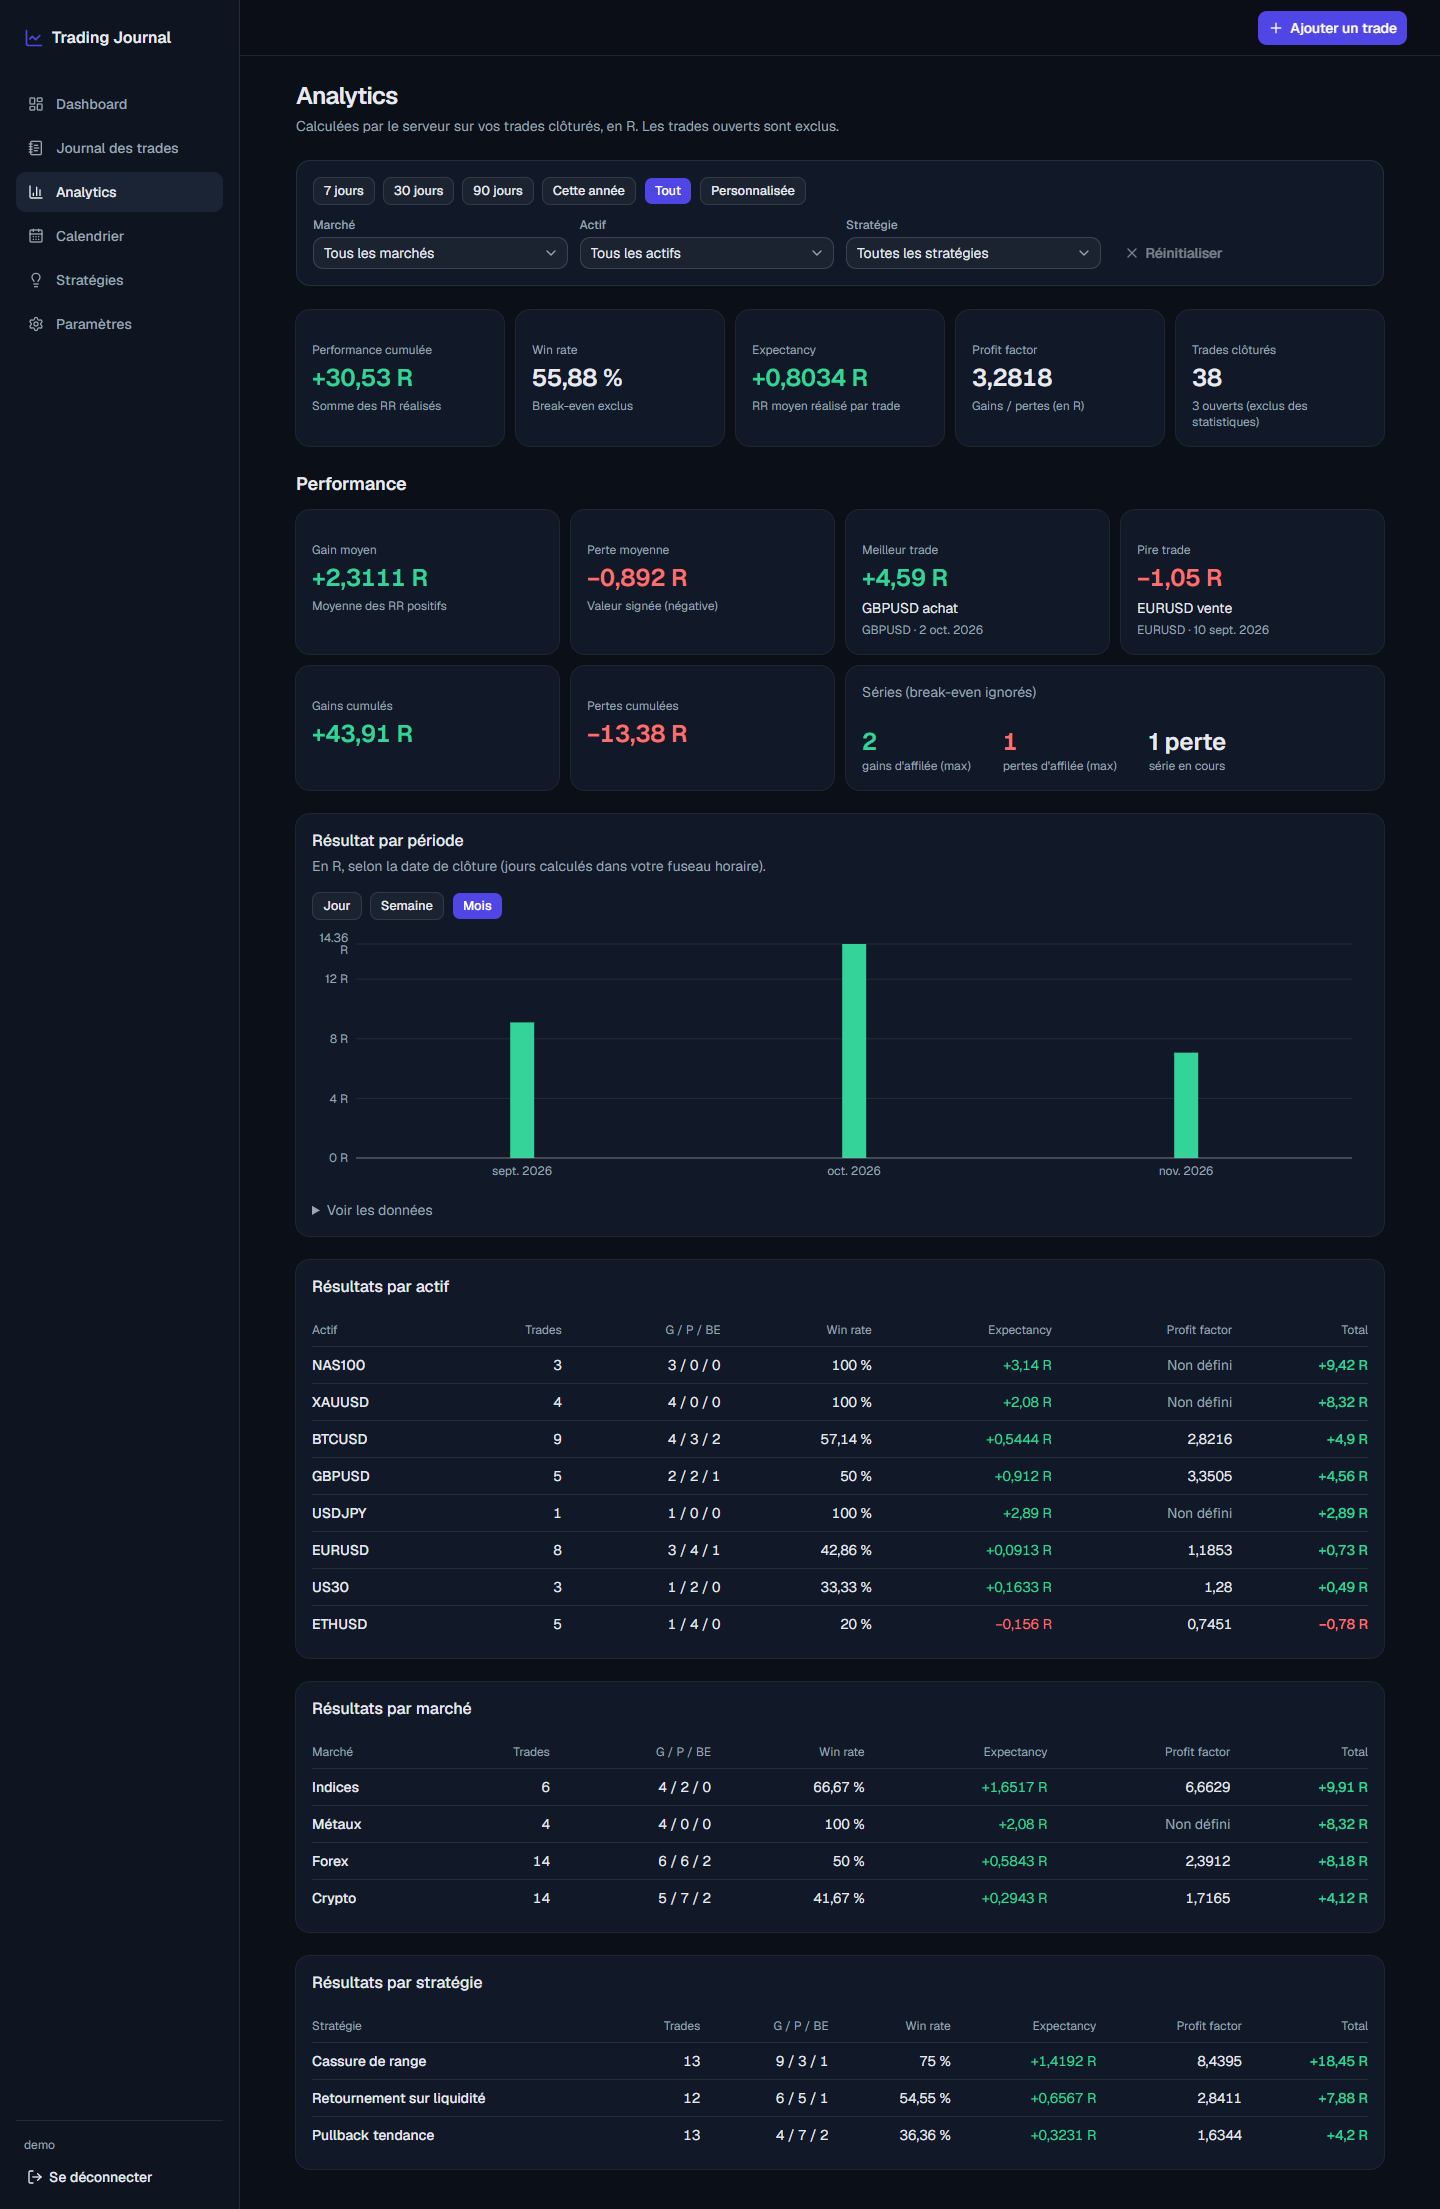 Trading Journal
Ajouter un trade
Dashboard
Journal des trades
Analytics
Calendrier
Stratégies
Paramètres
Analytics
Calculées par le serveur sur vos trades clôturés, en R. Les trades ouverts sont exclus.
7 jours 30 jours 90 jours Cette année Tout Personnalisée
Marché Actif Stratégie
Tous les marchés Tous les actifs Toutes les stratégies Réinitialiser
Performance cumulée
+30,53 R
Somme des RR réalisés
Win rate
55,88 %
Break-even exclus
Expectancy
+0,8034 R
RR moyen réalisé par trade
Profit factor
3,2818
Gains / pertes (en R)
Trades clôturés
38
3 ouverts (exclus des
statistiques)
Performance
Gain moyen
+2,3111 R
Moyenne des RR positifs
Perte moyenne
−0,892 R
Valeur signée (négative)
Meilleur trade
+4,59 R
GBPUSD achat
GBPUSD · 2 oct. 2026
Pire trade
−1,05 R
EURUSD vente
EURUSD · 10 sept. 2026
Gains cumulés
+43,91 R
Pertes cumulées
−13,38 R
Séries (break-even ignorés)
2
gains d'affilée (max)
1
pertes d'affilée (max)
1 perte
série en cours
Résultat par période
En R, selon la date de clôture (jours calculés dans votre fuseau horaire).
Jour Semaine Mois
14.36
R
12 R
8 R
4 R
0 R
sept. 2026 oct. 2026 nov. 2026
Voir les données
Résultats par actif
Actif Trades G / P / BE Win rate Expectancy Profit factor Total
NAS100 3 3 / 0 / 0 100 % +3,14 R Non défini +9,42 R
XAUUSD 4 4 / 0 / 0 100 % +2,08 R Non défini +8,32 R
BTCUSD 9 4 / 3 / 2 57,14 % +0,5444 R 2,8216 +4,9 R
GBPUSD 5 2 / 2 / 1 50 % +0,912 R 3,3505 +4,56 R
USDJPY 1 1 / 0 / 0 100 % +2,89 R Non défini +2,89 R
EURUSD 8 3 / 4 / 1 42,86 % +0,0913 R 1,1853 +0,73 R
US30 3 1 / 2 / 0 33,33 % +0,1633 R 1,28 +0,49 R
ETHUSD 5 1 / 4 / 0 20 % −0,156 R 0,7451 −0,78 R
Résultats par marché
Marché Trades G / P / BE Win rate Expectancy Profit factor Total
Indices 6 4 / 2 / 0 66,67 % +1,6517 R 6,6629 +9,91 R
Métaux 4 4 / 0 / 0 100 % +2,08 R Non défini +8,32 R
Forex 14 6 / 6 / 2 50 % +0,5843 R 2,3912 +8,18 R
Crypto 14 5 / 7 / 2 41,67 % +0,2943 R 1,7165 +4,12 R
Résultats par stratégie
Stratégie Trades G / P / BE Win rate Expectancy Profit factor Total
Cassure de range 13 9 / 3 / 1 75 % +1,4192 R 8,4395 +18,45 R
Retournement sur liquidité 12 6 / 5 / 1 54,55 % +0,6567 R 2,8411 +7,88 R
Pullback tendance 13 4 / 7 / 2 36,36 % +0,3231 R 1,6344 +4,2 R
demo
Se déconnecter